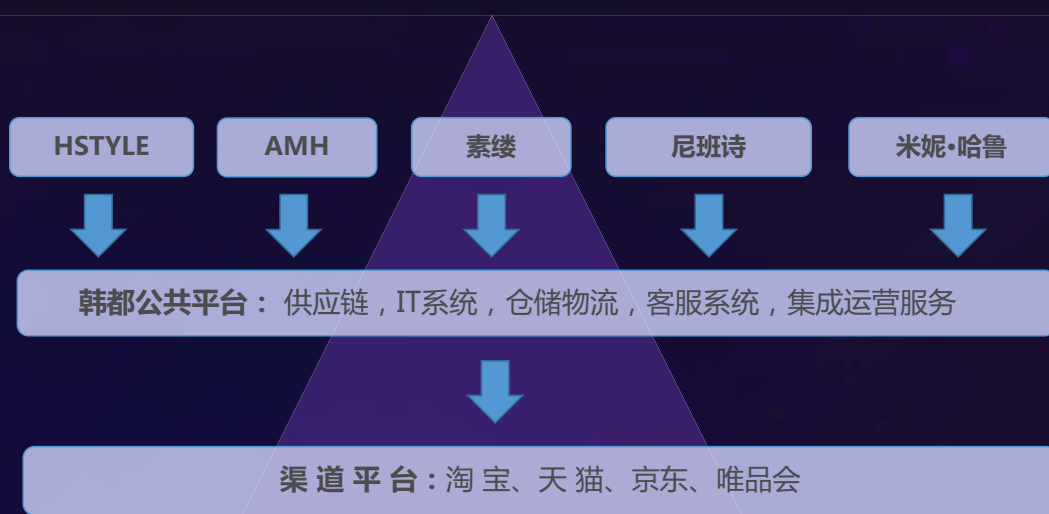 HSTYLE
AMH
素缕
尼班诗
米妮·哈鲁
韩都公共平台：供应链，IT系统，仓储物流，客服系统，集成运营服务
渠 道 平 台：淘 宝、天 猫、京东、唯品会